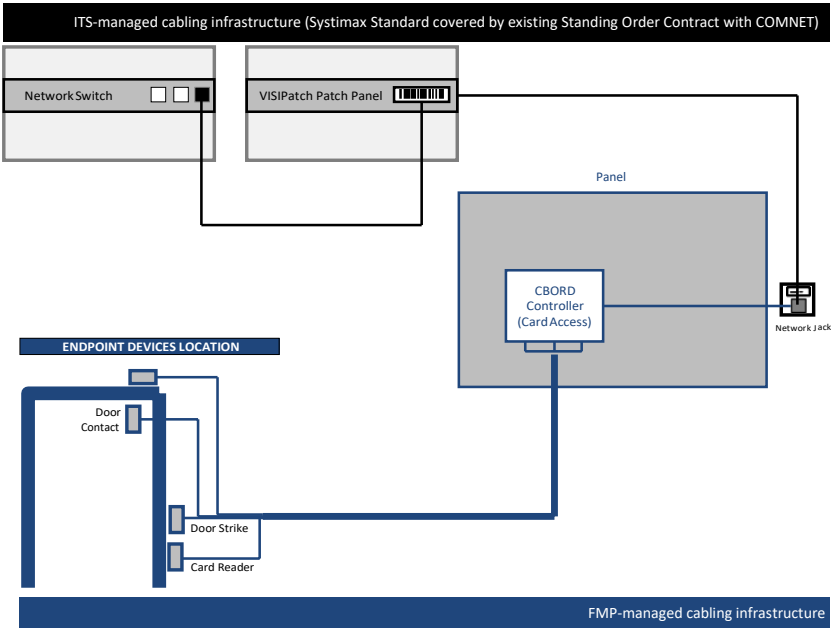 ITS-managed cabling infrastructure (Systimax Standard covered by existing Standing Order Contract with COMNET)
Network Switch
VISIPatch Patch Panel
Panel
CBORD
Controller
(Card Access)
Network Jack
ENDPOINT DEVICES LOCATION
Door
Contact
Door Strike
Card Reader
FMP-managed cabling infrastructure